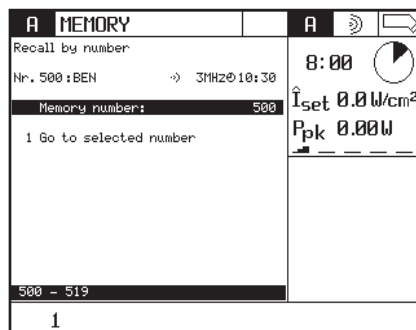 A MEMORY
Recall by number
Nr. 500:BEN 3MHz 10:30
Memory number: 500
1 Go to selected number
500 - 519
1
A
8:00
Îset 0.0 W/cm²
Ppk 0.00W